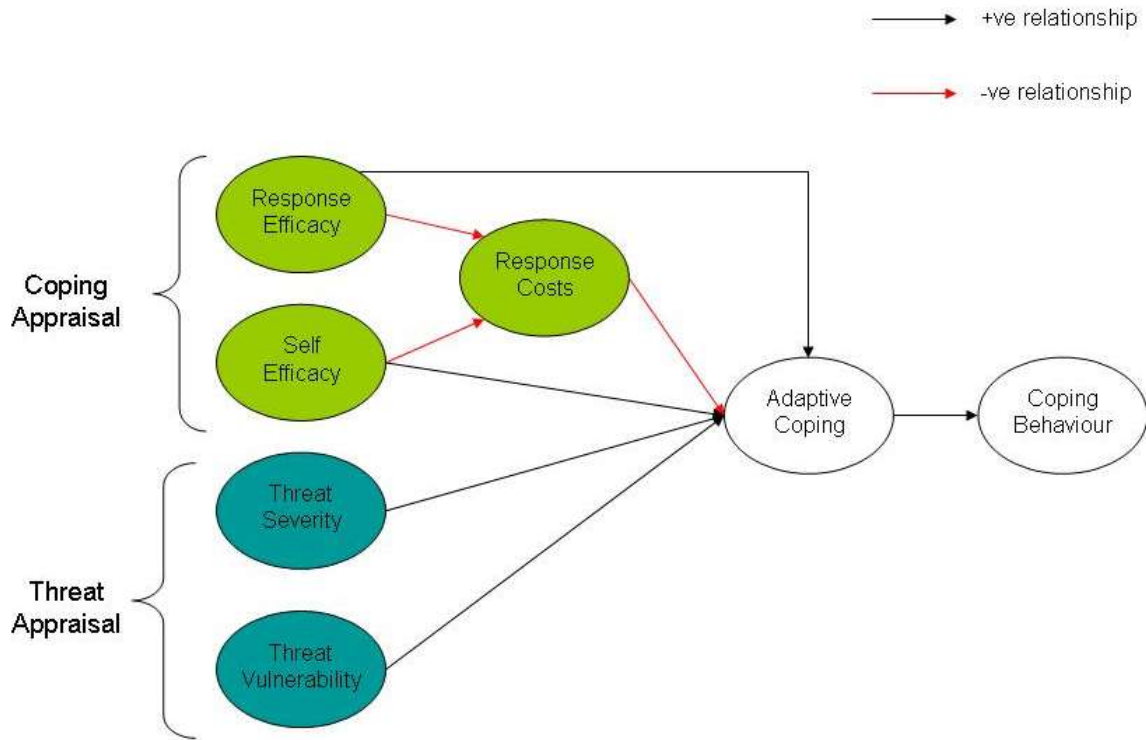 +ve relationship
-ve relationship
Response
Efficacy
Response
Costs
Coping
Appraisal
Self
Efficacy
Adaptive
Coping
Coping
Behaviour
Threat
Severity
Threat
Appraisal
Threat
Vulnerability